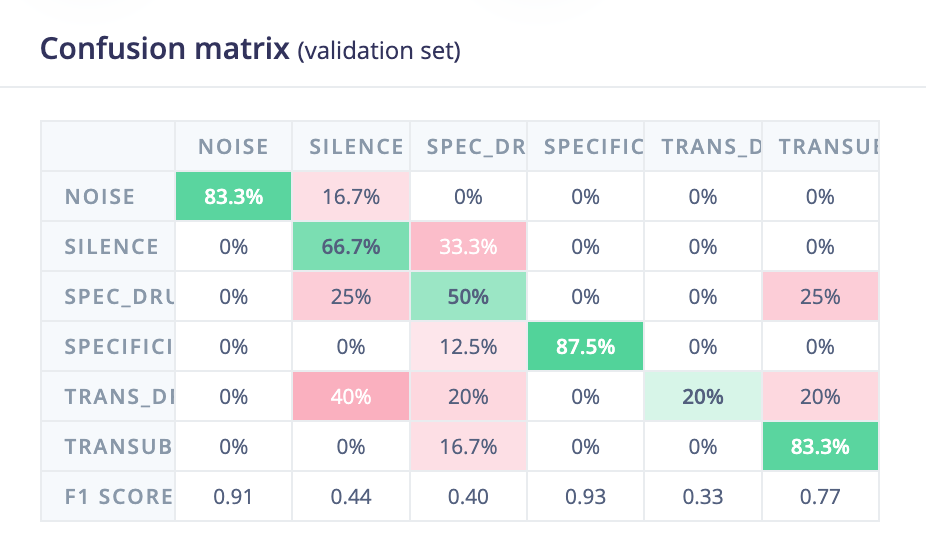 Confusion matrix (validation set)
NOISE SILENCE SPEC_DR SPECIFIC TRANS_D TRANSUE
NOISE 83.3% 16.7% 0% 0% 0% 0%
SILENCE 0% 66.7% 33.3% 0% 0% 0%
SPEC_DRU 0% 25% 50% 0% 0% 25%
SPECIFICI 0% 0% 12.5% 87.5% 0% 0%
TRANS_DI 0% 40% 20% 0% 20% 20%
TRANSUB 0% 0% 16.7% 0% 0% 83.3%
F1 SCORE 0.91 0.44 0.40 0.93 0.33 0.77